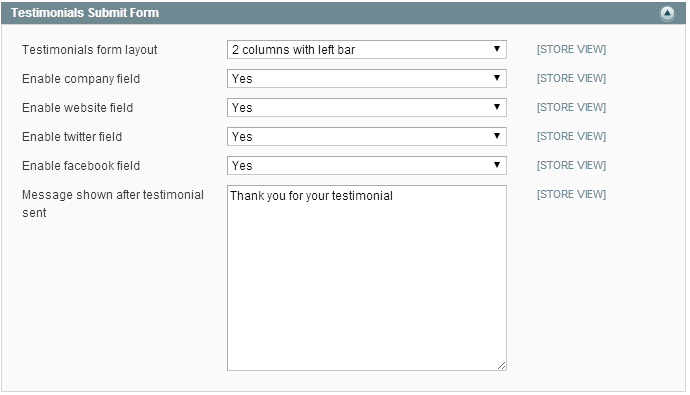 Testimonials Submit Form
Testimonials form layout 2 columns with left bar [STORE VIEW]
Enable company field Yes [STORE VIEW]
Enable website field Yes [STORE VIEW]
Enable twitter field Yes [STORE VIEW]
Enable facebook field Yes [STORE VIEW]
Message shown after testimonial sent Thank you for your testimonial [STORE VIEW]